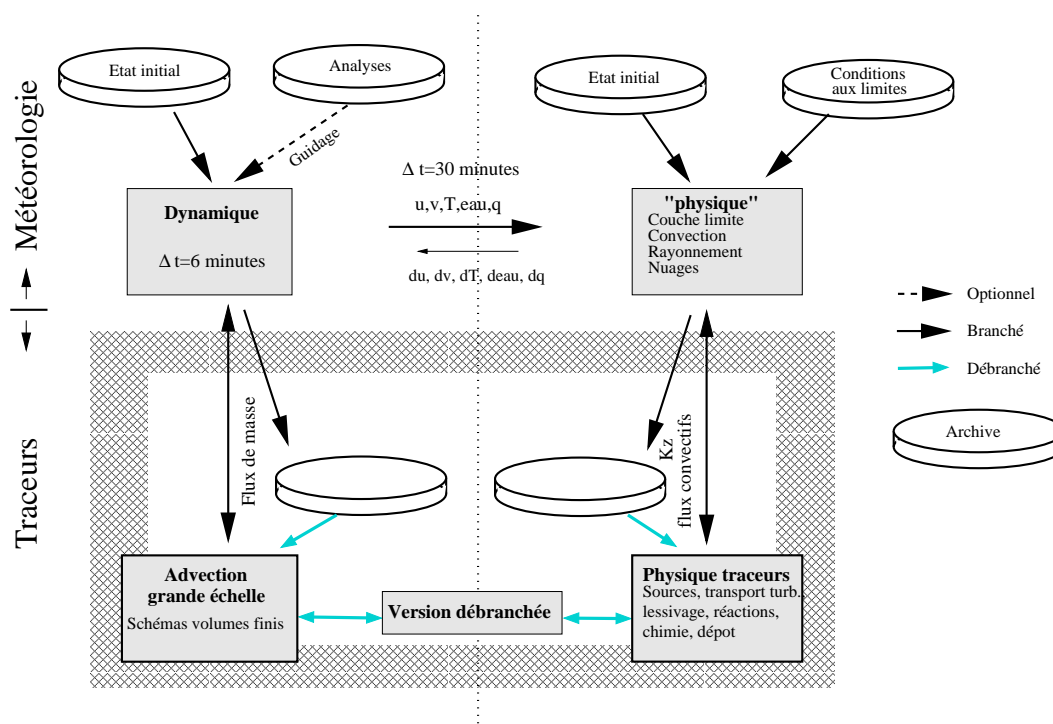 Etat initial
Analyses
Etat initial
Conditions
aux limites
Guidage
Météorologie
Traceurs
Dynamique
Δ t=6 minutes
Δ t=30 minutes
u,v,T,eau,q
du, dv, dT, deau, dq
"physique"
Couche limite
Convection
Rayonnement
Nuages
Optionnel
Branché
Débranché
Archive
Flux de masse
Kz
flux convectifs
Advection
grande échelle
Schémas volumes finis
Version débranchée
Physique traceurs
Sources, transport turb.,
lessivage, réactions,
chimie, dépot